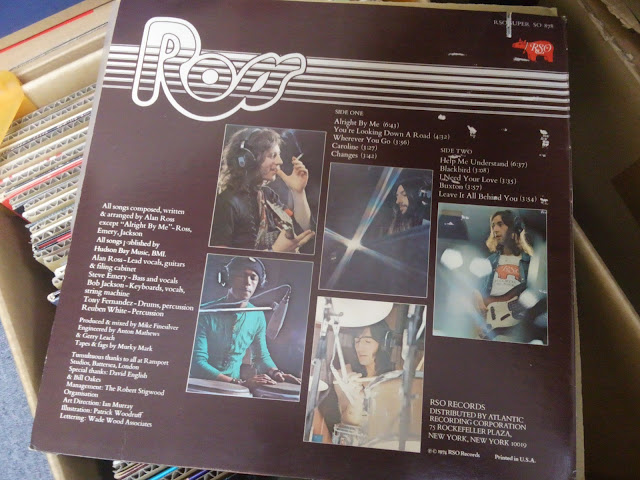 Ross
RSO SUPER SO 876
RSO
SIDE ONE
Alright By Me (6:43)
You're Looking Down A Road (4:32)
Wherever You Go (3:56)
Caroline (3:27)
Changes (3:42)
SIDE TWO
Help Me Understand (6:37)
Blackbird (3:08)
I Need Your Love (3:35)
Buxton (3:57)
Leave It All Behind You (3:54)
All songs composed, written
& arranged by Alan Ross
except "Alright By Me"-Ross,
Emery, Jackson
All songs published by
Hudson Bay Music, BMI.
Alan Ross-Lead vocals, guitars
& filing cabinet
Steve Emery-Bass and vocals
Bob Jackson-Keyboards, vocals,
string machine
Tony Fernandez-Drums, percussion
Reuben White-Percussion
Produced & mixed by Mike Finesilver
Engineered by Anton Mathews
& Gerry Leach
Tapes & fags by Murky Mark
Tumultuous thanks to all at Ramport
Studios, Battersea, London
Special thanks: David English
& Bill Oakes
Management: The Robert Stigwood
Organisation
Art Direction: Ian Murray
Illustration: Patrick Woodruff
Lettering: Wade Wood Associates
RSO RECORDS
DISTRIBUTED BY ATLANTIC
RECORDING CORPORATION
75 ROCKEFELLER PLAZA,
NEW YORK, NEW YORK 10019
℗ © 1974 RSO Records Printed in U.S.A.